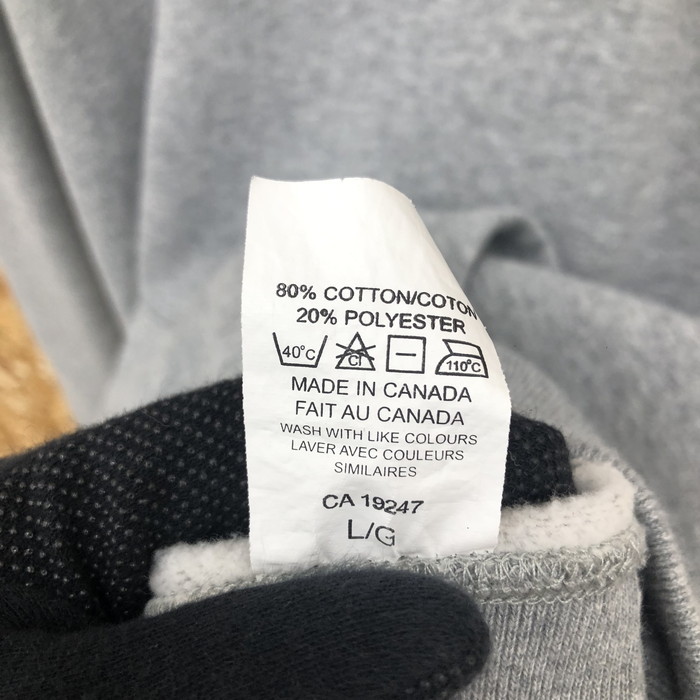 80% COTTON/COTON
20% POLYESTER
40°C Cl 110°C
MADE IN CANADA
FAIT AU CANADA
WASH WITH LIKE COLOURS
LAVER AVEC COULEURS
SIMILAIRES
CA 19247
L/G